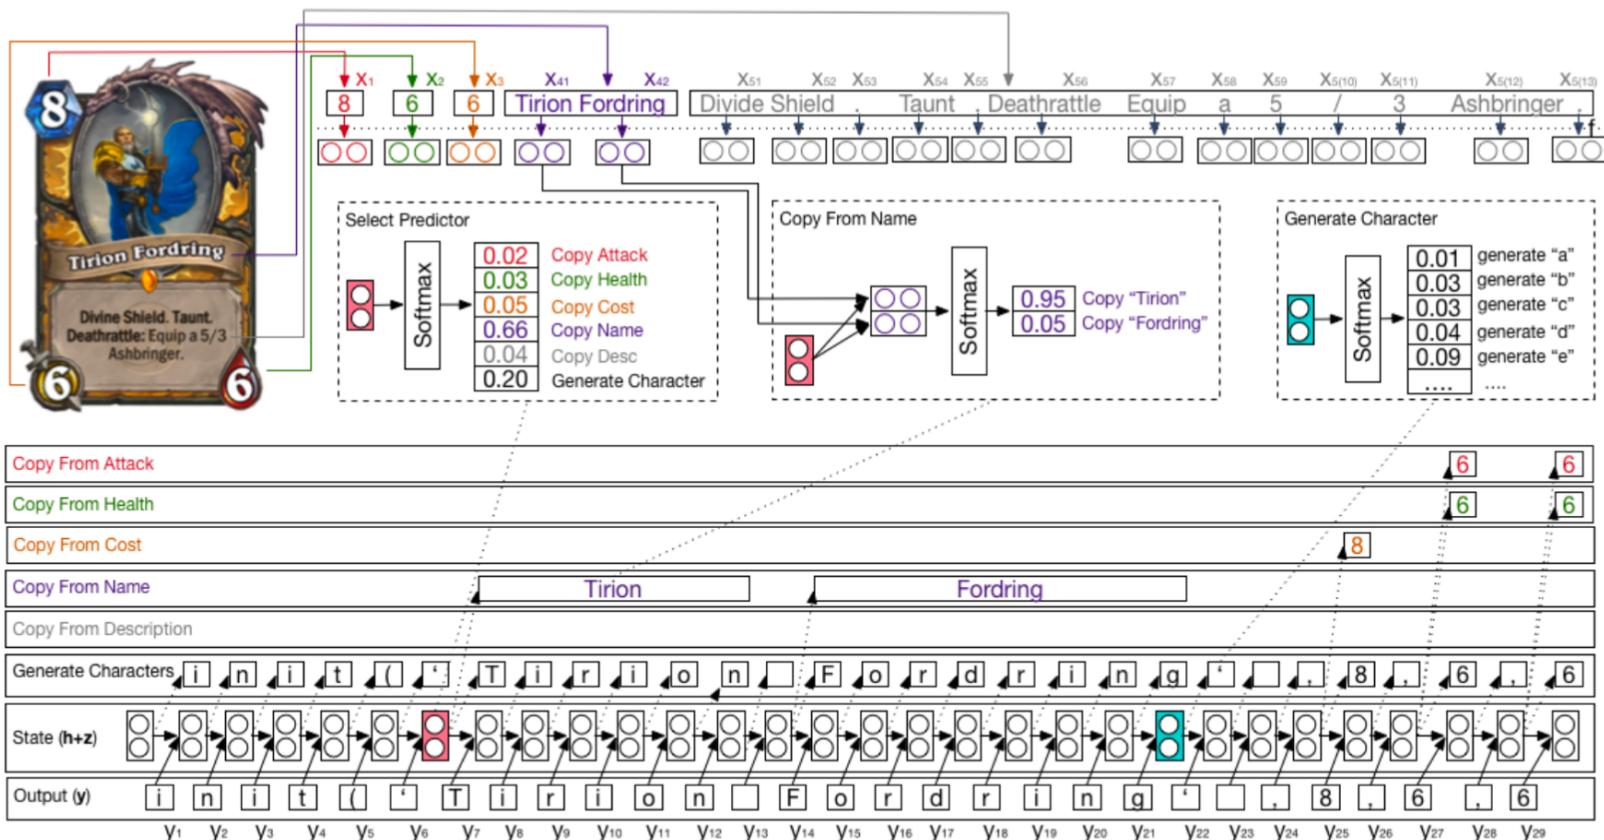 X1 X2 X3 X41 X42 X51 X52 X53 X54 X55 X56 X57 X58 X59 X5(10) X5(11) X5(12) X5(13)
8 6 6 Tirion Fordring Divide Shield . Taunt . Deathrattle Equip a 5 / 3 Ashbringer .
f
8
Tirion Fordring
Divine Shield. Taunt.
Deathrattle: Equip a 5/3
Ashbringer.
6 6
Select Predictor
Softmax
0.02 Copy Attack
0.03 Copy Health
0.05 Copy Cost
0.66 Copy Name
0.04 Copy Desc
0.20 Generate Character
Copy From Name
Softmax
0.95 Copy “Tirion”
0.05 Copy “Fordring”
Generate Character
Softmax
0.01 generate “a”
0.03 generate “b”
0.03 generate “c”
0.04 generate “d”
0.09 generate “e”
.... ....
Copy From Attack 6 6
Copy From Health 6 6
Copy From Cost 8
Copy From Name Tirion Fordring
Copy From Description
Generate Characters i n i t ( ‘ T i r i o n F o r d r i n g ‘ , 8 , 6 , 6
State (h+z)
Output (y) i n i t ( ‘ T i r i o n F o r d r i n g ‘ , 8 , 6 , 6
y1 y2 y3 y4 y5 y6 y7 y8 y9 y10 y11 y12 y13 y14 y15 y16 y17 y18 y19 y20 y21 y22 y23 y24 y25 y26 y27 y28 y29